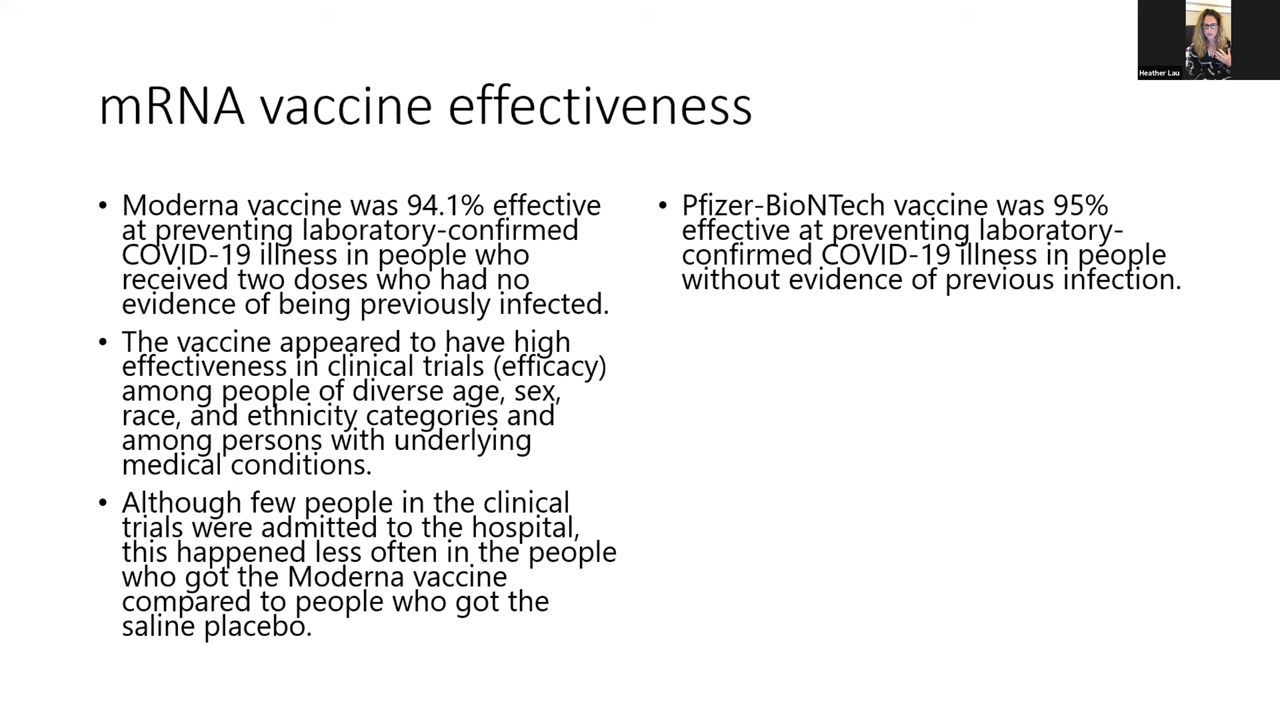 Heather Lau
mRNA vaccine effectiveness
• Moderna vaccine was 94.1% effective
at preventing laboratory-confirmed
COVID-19 illness in people who
received two doses who had no
evidence of being previously infected.
• The vaccine appeared to have high
effectiveness in clinical trials (efficacy)
among people of diverse age, sex,
race, and ethnicity categories and
among persons with underlying
medical conditions.
• Although few people in the clinical
trials were admitted to the hospital,
this happened less often in the people
who got the Moderna vaccine
compared to people who got the
saline placebo.
• Pfizer-BioNTech vaccine was 95%
effective at preventing laboratory-
confirmed COVID-19 illness in people
without evidence of previous infection.